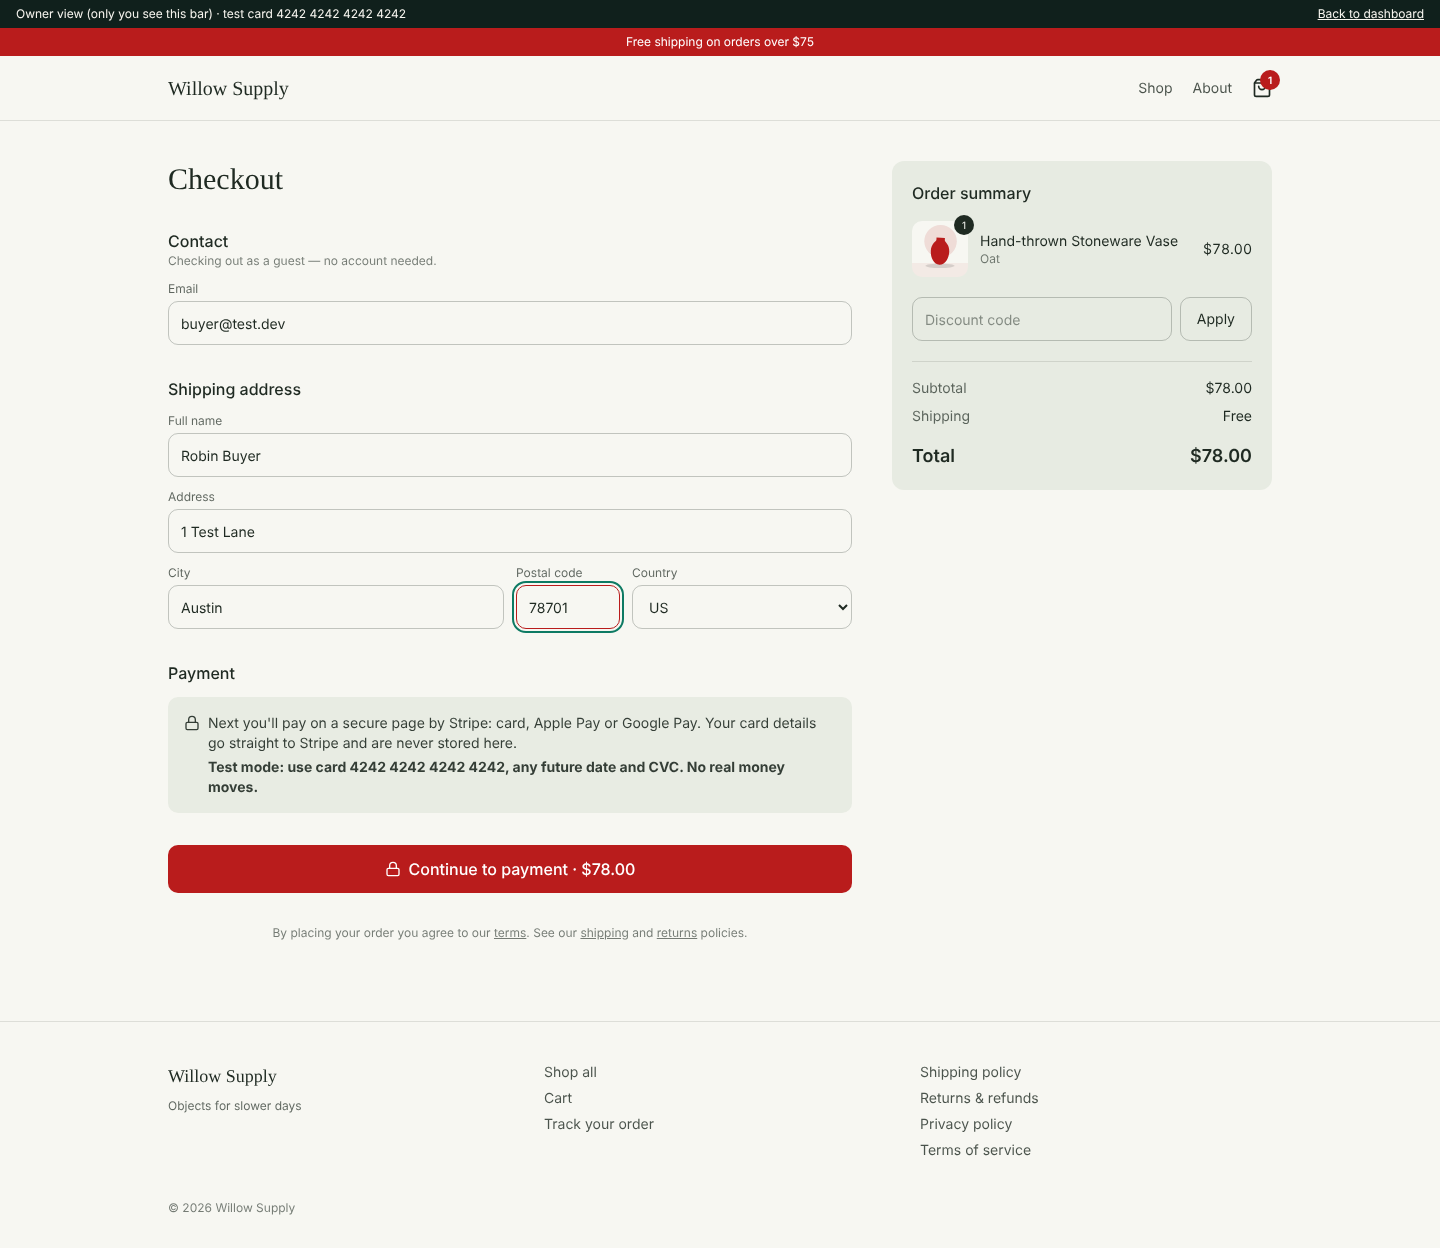 Owner view (only you see this bar) · test card 4242 4242 4242 4242
Back to dashboard
Free shipping on orders over $75
Willow Supply
Shop
About
1
Checkout
Contact
Checking out as a guest — no account needed.
Email
buyer@test.dev
Shipping address
Full name
Robin Buyer
Address
1 Test Lane
City
Postal code
Country
Austin
78701
US
Payment
Next you'll pay on a secure page by Stripe: card, Apple Pay or Google Pay. Your card details
go straight to Stripe and are never stored here.
Test mode: use card 4242 4242 4242 4242, any future date and CVC. No real money
moves.
Continue to payment · $78.00
By placing your order you agree to our terms. See our shipping and returns policies.
Order summary
1
Hand-thrown Stoneware Vase
Oat
$78.00
Discount code
Apply
Subtotal
$78.00
Shipping
Free
Total
$78.00
Willow Supply
Objects for slower days
Shop all
Cart
Track your order
Shipping policy
Returns & refunds
Privacy policy
Terms of service
© 2026 Willow Supply